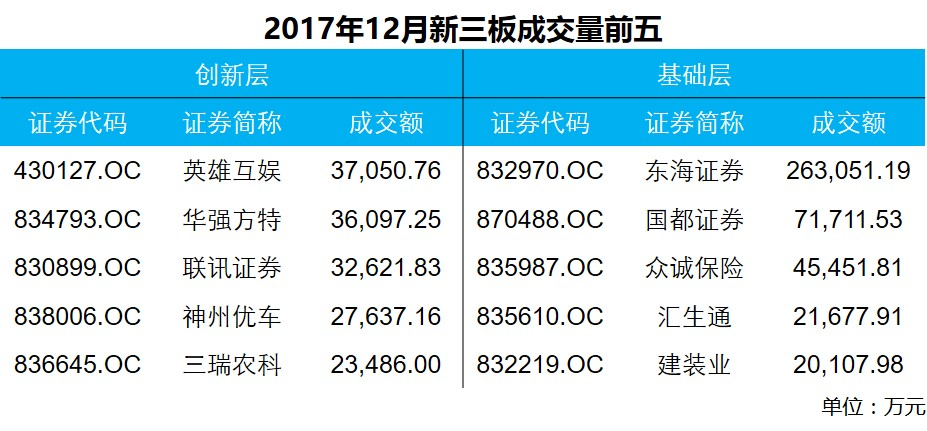 2017年12月新三板成交量前五
创新层 基础层
证券代码 证券简称 成交额 证券代码 证券简称 成交额
430127.OC 英雄互娱 37,050.76 832970.OC 东海证券 263,051.19
834793.OC 华强方特 36,097.25 870488.OC 国都证券 71,711.53
830899.OC 联讯证券 32,621.83 835987.OC 众诚保险 45,451.81
838006.OC 神州优车 27,637.16 835610.OC 汇生通 21,677.91
836645.OC 三瑞农科 23,486.00 832219.OC 建装业 20,107.98
单位：万元